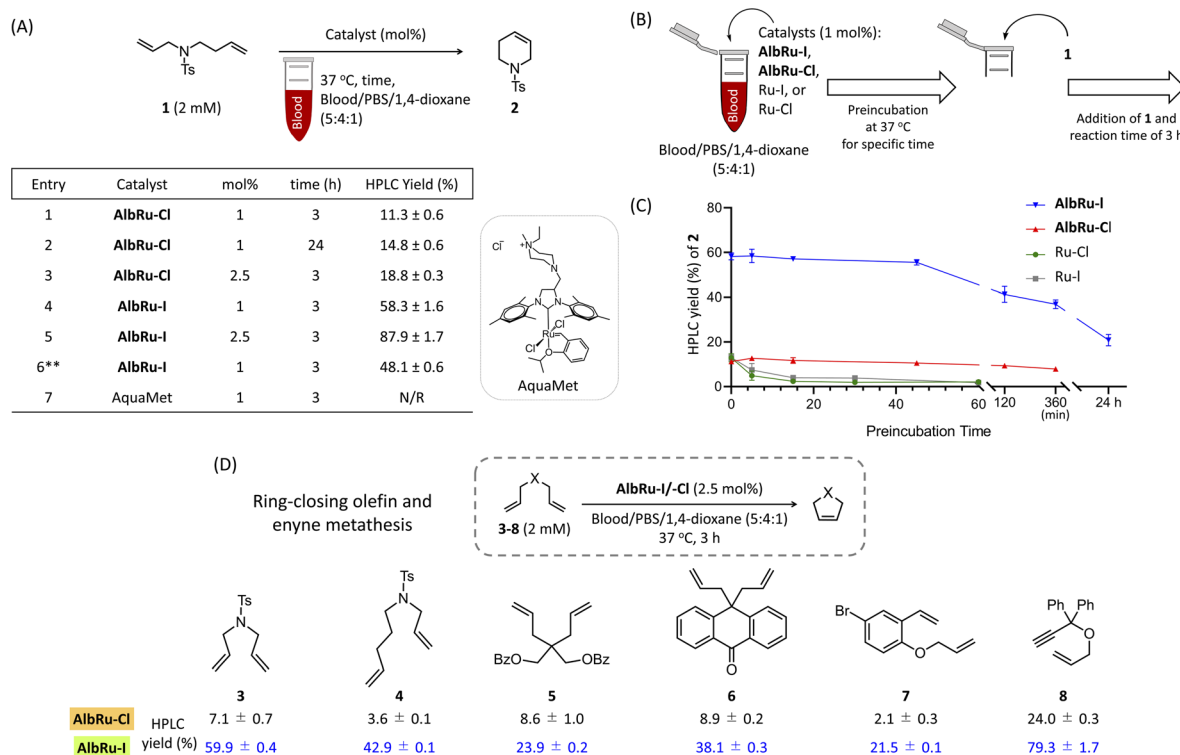 (A)
Catalyst (mol%)
37 °C, time,
Blood/PBS/1,4-dioxane
(5:4:1)
Blood
N
Ts
1 (2 mM)
N
Ts
2
Entry Catalyst mol% time (h) HPLC Yield (%)
1 AlbRu-Cl 1 3 11.3 ± 0.6
2 AlbRu-Cl 1 24 14.8 ± 0.6
3 AlbRu-Cl 2.5 3 18.8 ± 0.3
4 AlbRu-I 1 3 58.3 ± 1.6
5 AlbRu-I 2.5 3 87.9 ± 1.7
6** AlbRu-I 1 3 48.1 ± 0.6
7 AquaMet 1 3 N/R
Cl⁻
N+
N
N N
Cl
Ru
Cl
O
AquaMet
(B)
Catalysts (1 mol%):
AlbRu-I,
AlbRu-Cl,
Ru-I, or
Ru-Cl
Blood
Blood/PBS/1,4-dioxane
(5:4:1)
Preincubation
at 37 °C
for specific time
1
Addition of 1 and
reaction time of 3 h
(C)
HPLC yield (%) of 2
80
60
40
20
0
0 20 40 60 120 360 24 h
(min)
Preincubation Time
AlbRu-I
AlbRu-Cl
Ru-Cl
Ru-I
(D)
Ring-closing olefin and
enyne metathesis
X
3-8 (2 mM)
AlbRu-I/-Cl (2.5 mol%)
Blood/PBS/1,4-dioxane (5:4:1)
37 °C, 3 h
X
Ts
N
Ts
N
BzO OBz
O
Br
O
Ph Ph
O
3 4 5 6 7 8
AlbRu-Cl 7.1 ± 0.7 3.6 ± 0.1 8.6 ± 1.0 8.9 ± 0.2 2.1 ± 0.3 24.0 ± 0.3
HPLC
yield (%)
AlbRu-I 59.9 ± 0.4 42.9 ± 0.1 23.9 ± 0.2 38.1 ± 0.3 21.5 ± 0.1 79.3 ± 1.7